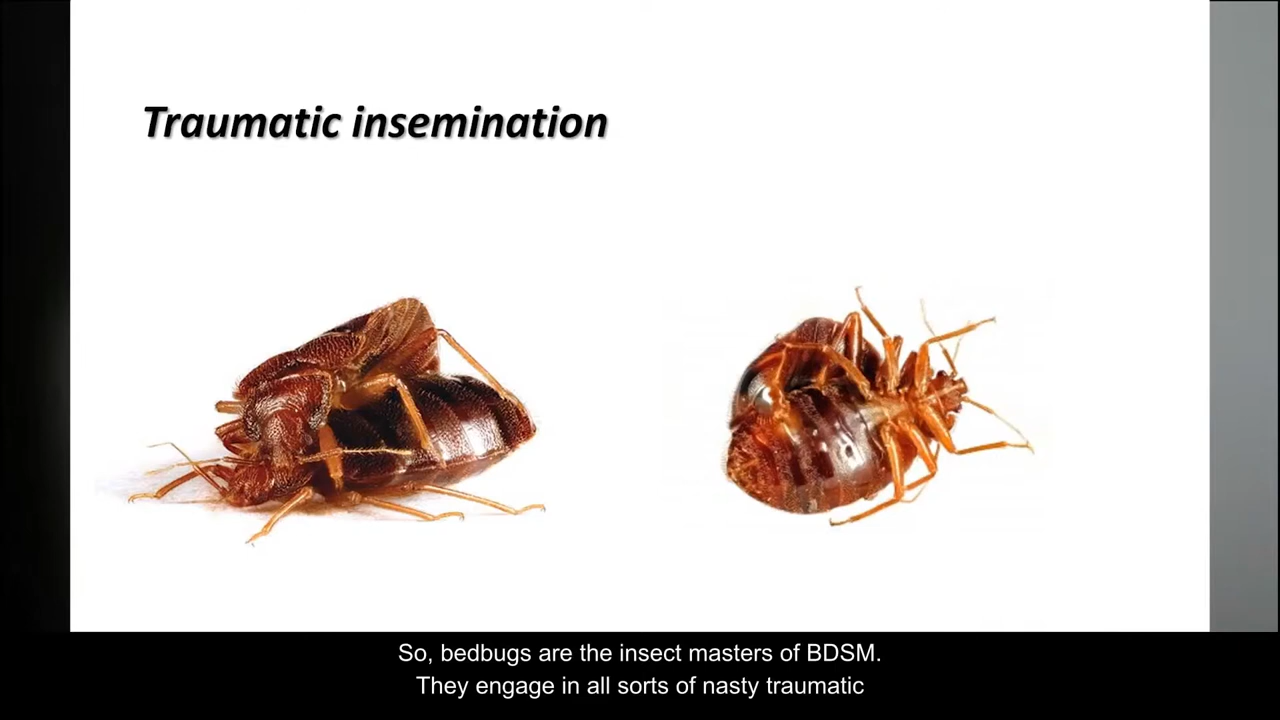 Traumatic insemination
So, bedbugs are the insect masters of BDSM.
They engage in all sorts of nasty traumatic